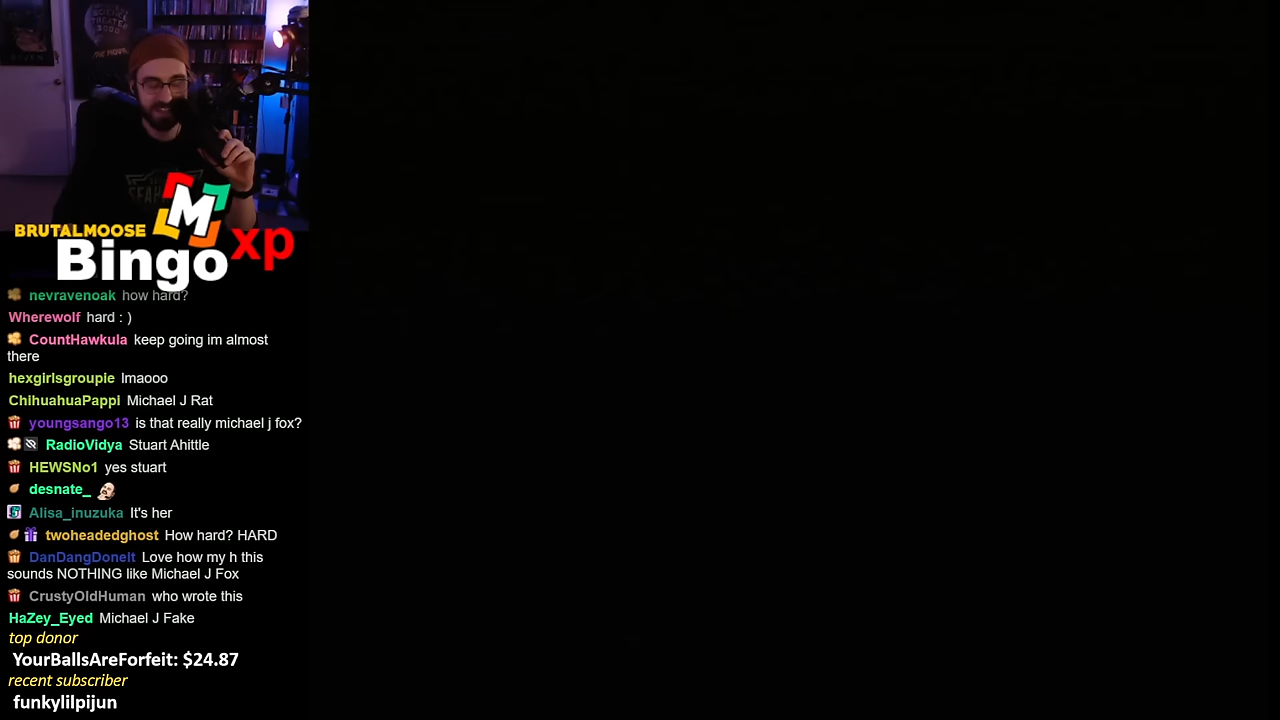 BRUTALMOOSE M
Bingo xp
nevravenoak how hard?
Wherewolf hard : )
CountHawkula keep going im almost
there
hexgirlsgroupie lmaooo
ChihuahuaPappi Michael J Rat
youngsango13 is that really michael j fox?
RadioVidya Stuart Ahittle
HEWSNo1 yes stuart
desnate_
Alisa_inuzuka It's her
twoheadedghost How hard? HARD
DanDangDoneIt Love how my h this
sounds NOTHING like Michael J Fox
CrustyOldHuman who wrote this
HaZey_Eyed Michael J Fake
top donor
YourBallsAreForfeit: $24.87
recent subscriber
funkylilpijun